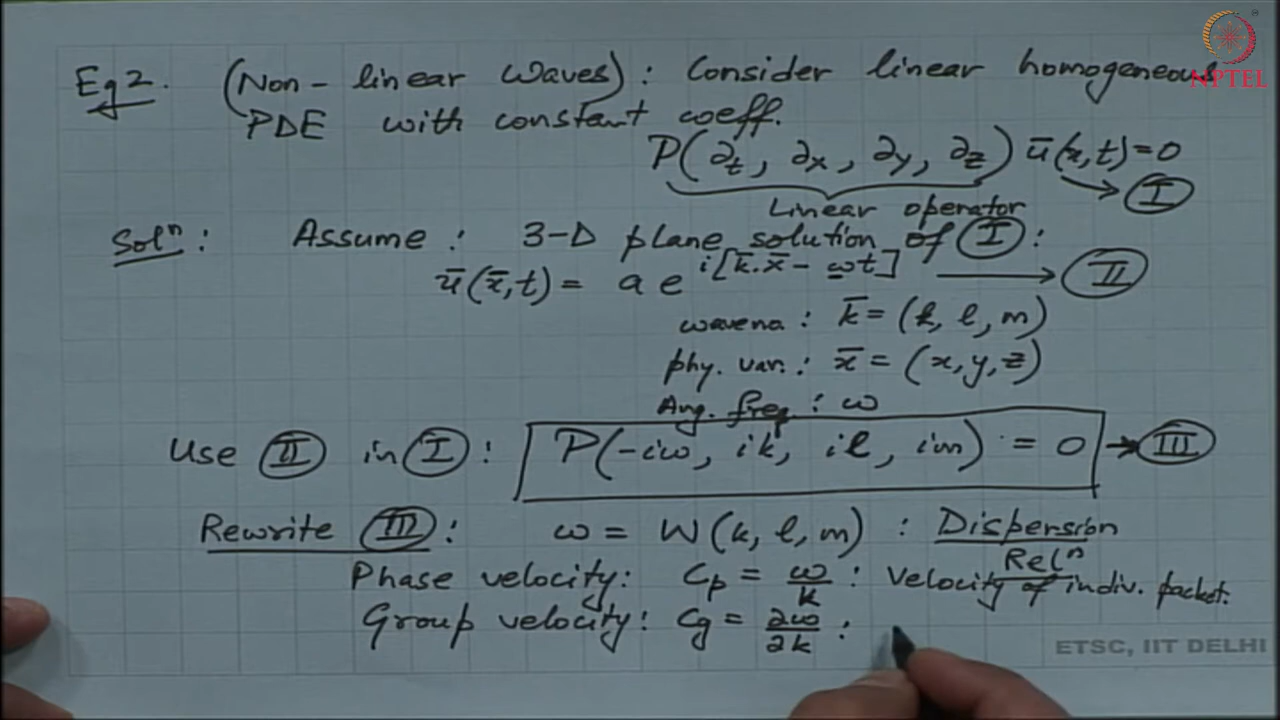 NPTEL
Eg 2. (Non-linear Waves): Consider linear homogeneous
PDE with constant coeff.
P(∂t, ∂x, ∂y, ∂z) ū(x,t)=0
→ (I)
Linear operator
Solⁿ: Assume: 3-D plane solution of (I):
ū(x̄,t) = a e^{i[k̄.x̄ - ωt]} → (II)
waveno: k̄ = (k, l, m)
phy. var.: x̄ = (x,y,z)
Ang. freq: ω
Use (II) in (I): P(-iω, ik, il, im) = 0 → (III)
Rewrite (III): ω = W(k, l, m) : Dispersion
Relⁿ
Phase velocity: Cp = ω/k : Velocity of indiv. packet.
Group velocity: Cg = ∂ω/∂k :
ETSC, IIT DELHI